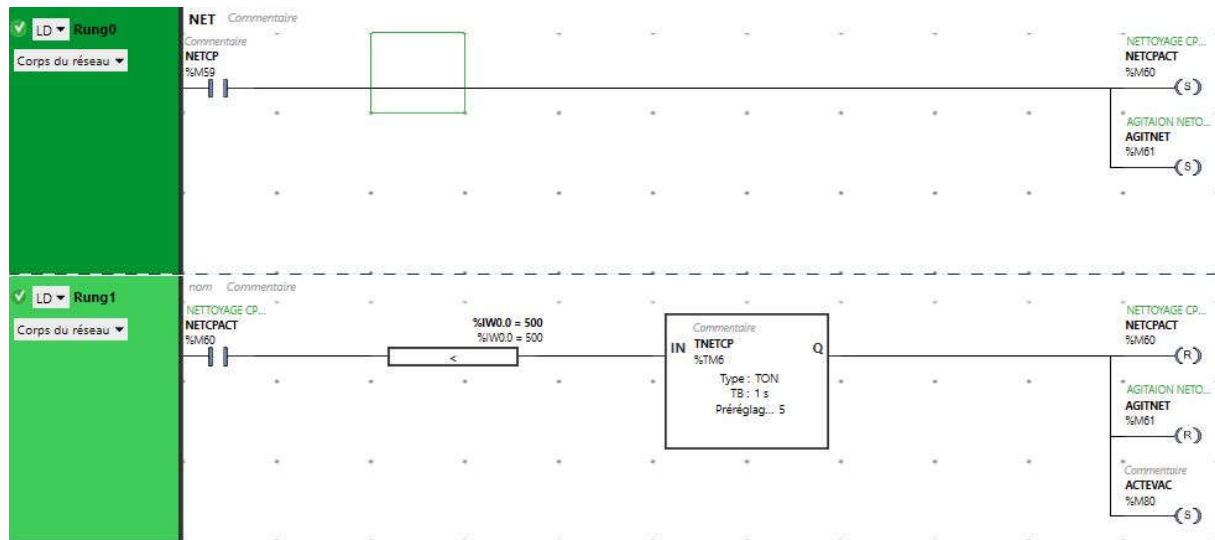 NET Commentaire
LD Rung0
Corps du réseau
Commentaire
NETCP
%M59
NETTOYAGE CP...
NETCPACT
%M60
(S)
AGITAION NETO...
AGITNET
%M61
(S)
nom Commentaire
LD Rung1
Corps du réseau
NETTOYAGE CP...
NETCPACT
%M60
%IW0.0 = 500
%IW0.0 = 500
<
Commentaire
IN TNETCP Q
%TM6
Type : TON
TB : 1 s
Préréglag... 5
NETTOYAGE CP...
NETCPACT
%M60
(R)
AGITAION NETO...
AGITNET
%M61
(R)
Commentaire
ACTEVAC
%M80
(S)